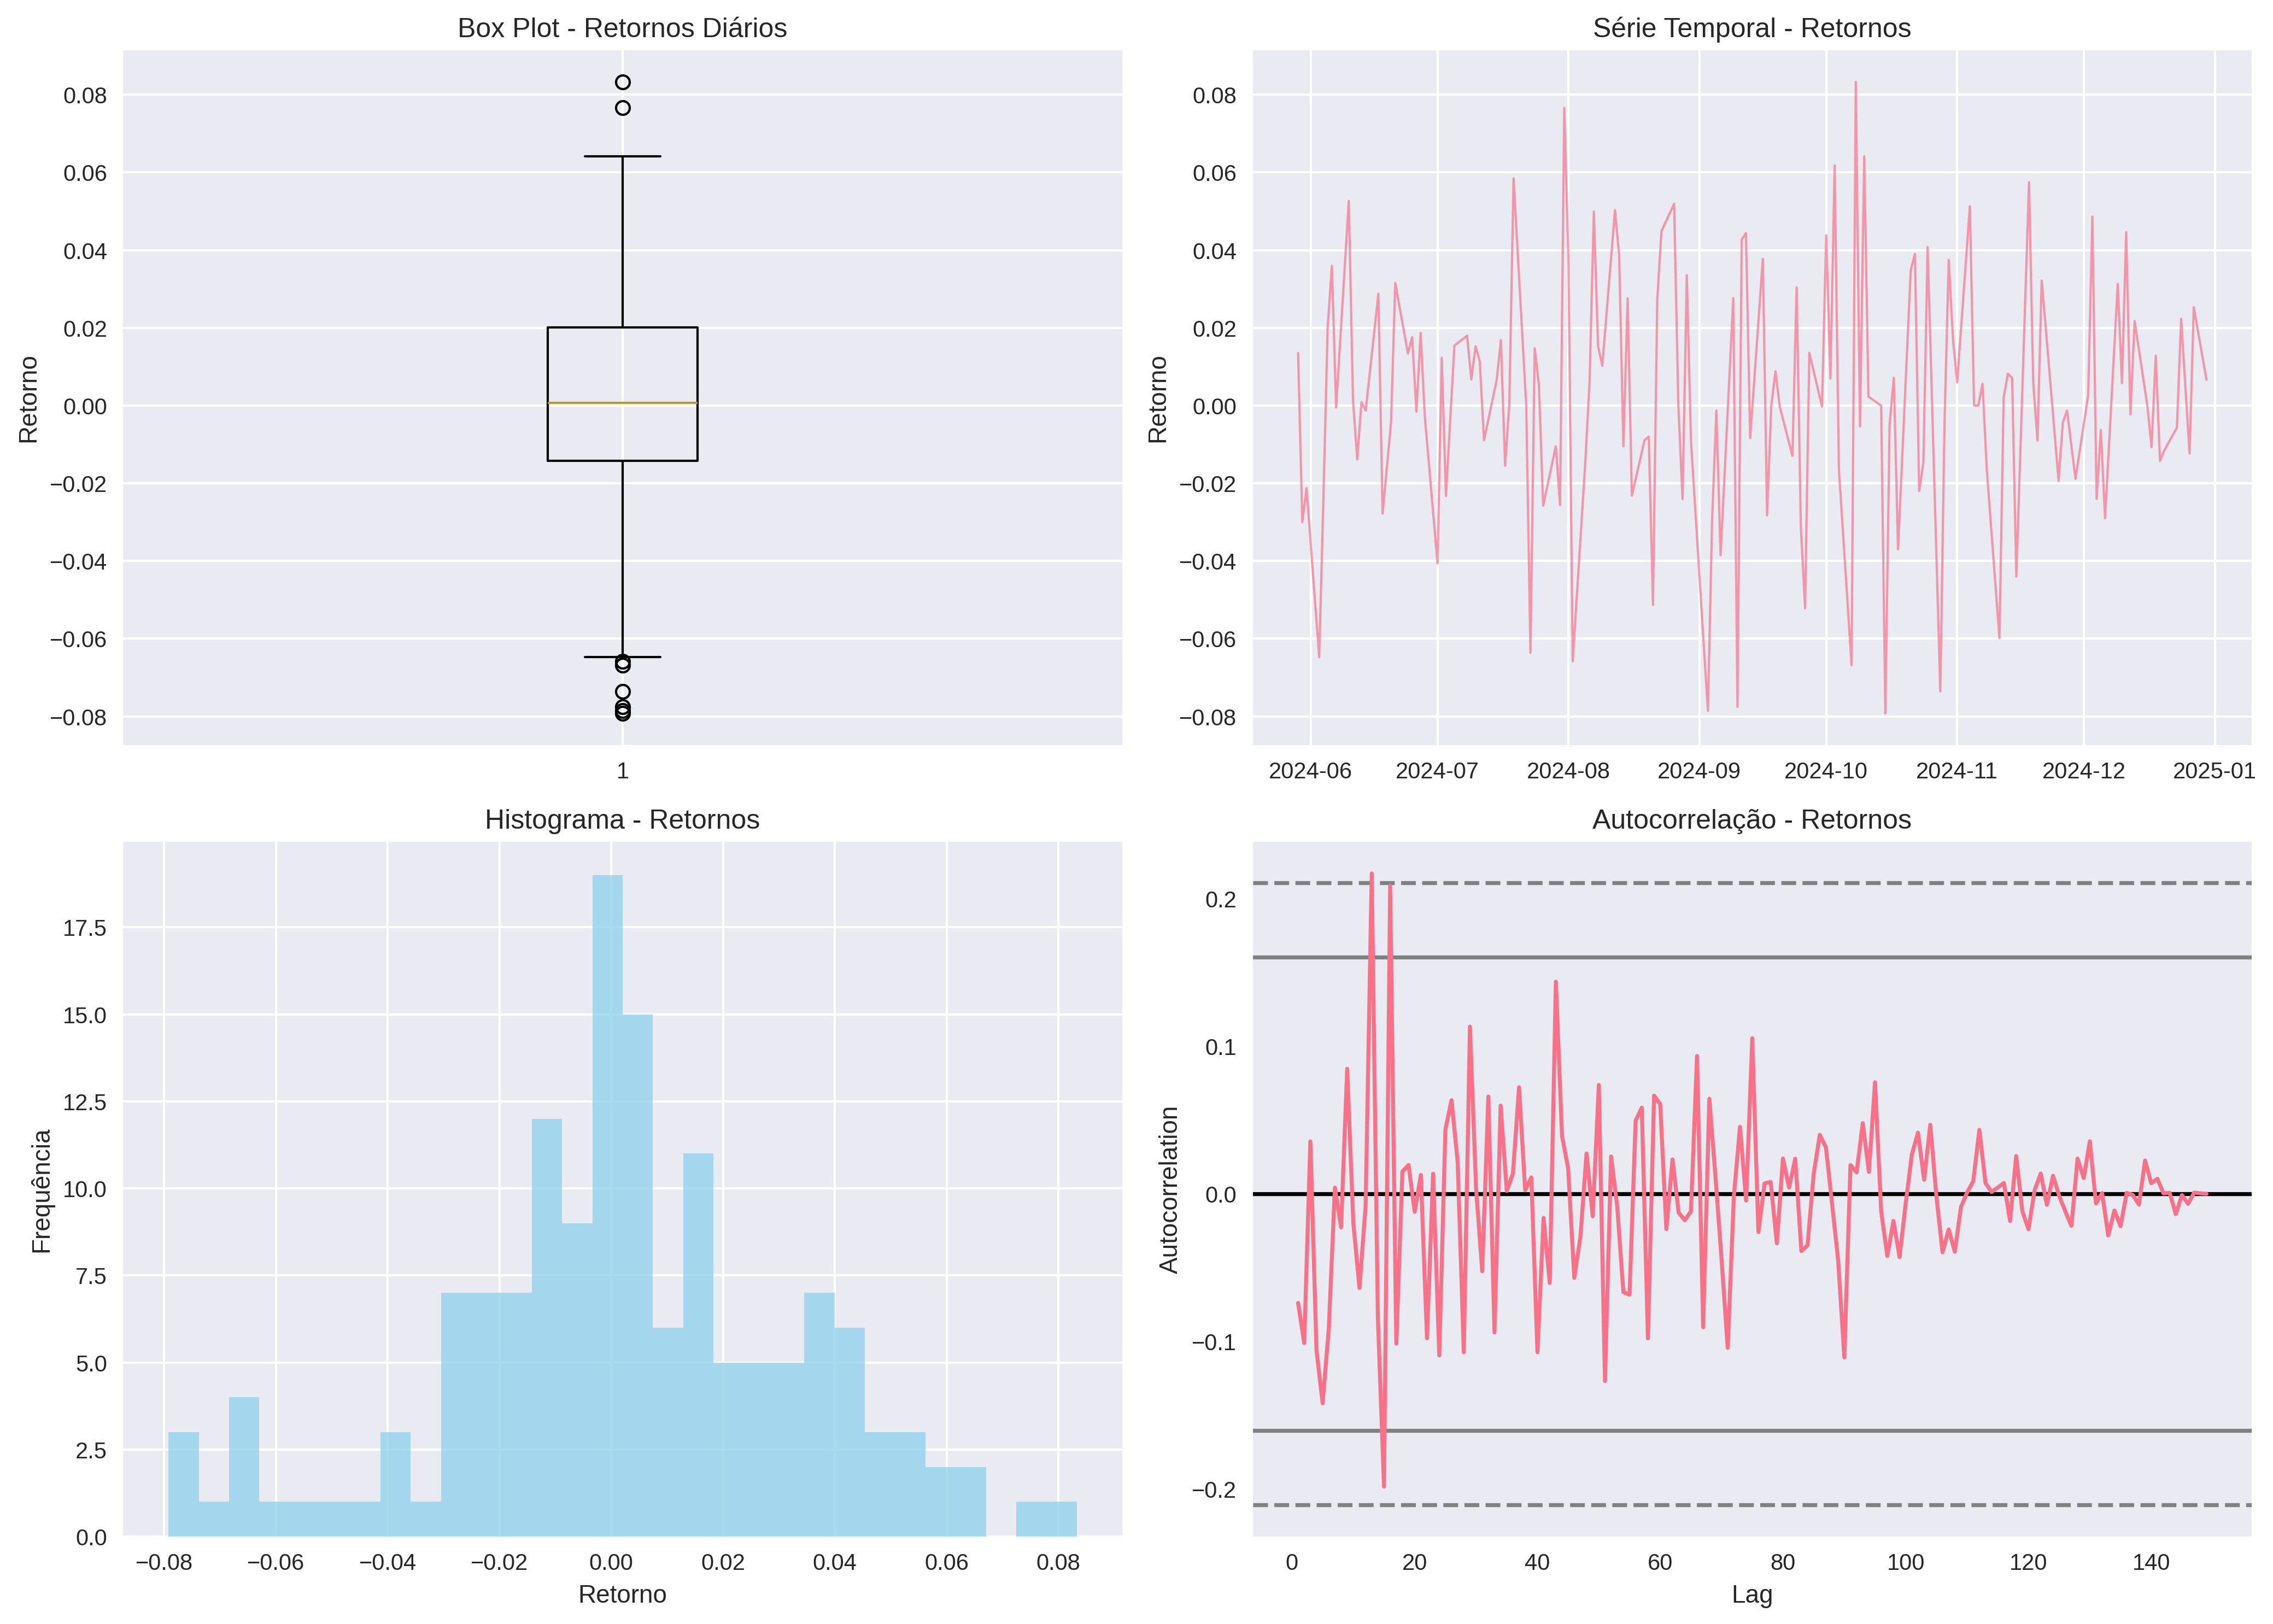 Box Plot - Retornos Diários
Retorno
0.08
0.06
0.04
0.02
0.00
−0.02
−0.04
−0.06
−0.08
1
Série Temporal - Retornos
Retorno
0.08
0.06
0.04
0.02
0.00
−0.02
−0.04
−0.06
−0.08
2024-06 2024-07 2024-08 2024-09 2024-10 2024-11 2024-12 2025-01
Histograma - Retornos
Frequência
17.5
15.0
12.5
10.0
7.5
5.0
2.5
0.0
−0.08 −0.06 −0.04 −0.02 0.00 0.02 0.04 0.06 0.08
Retorno
Autocorrelação - Retornos
Autocorrelation
0.2
0.1
0.0
−0.1
−0.2
0 20 40 60 80 100 120 140
Lag